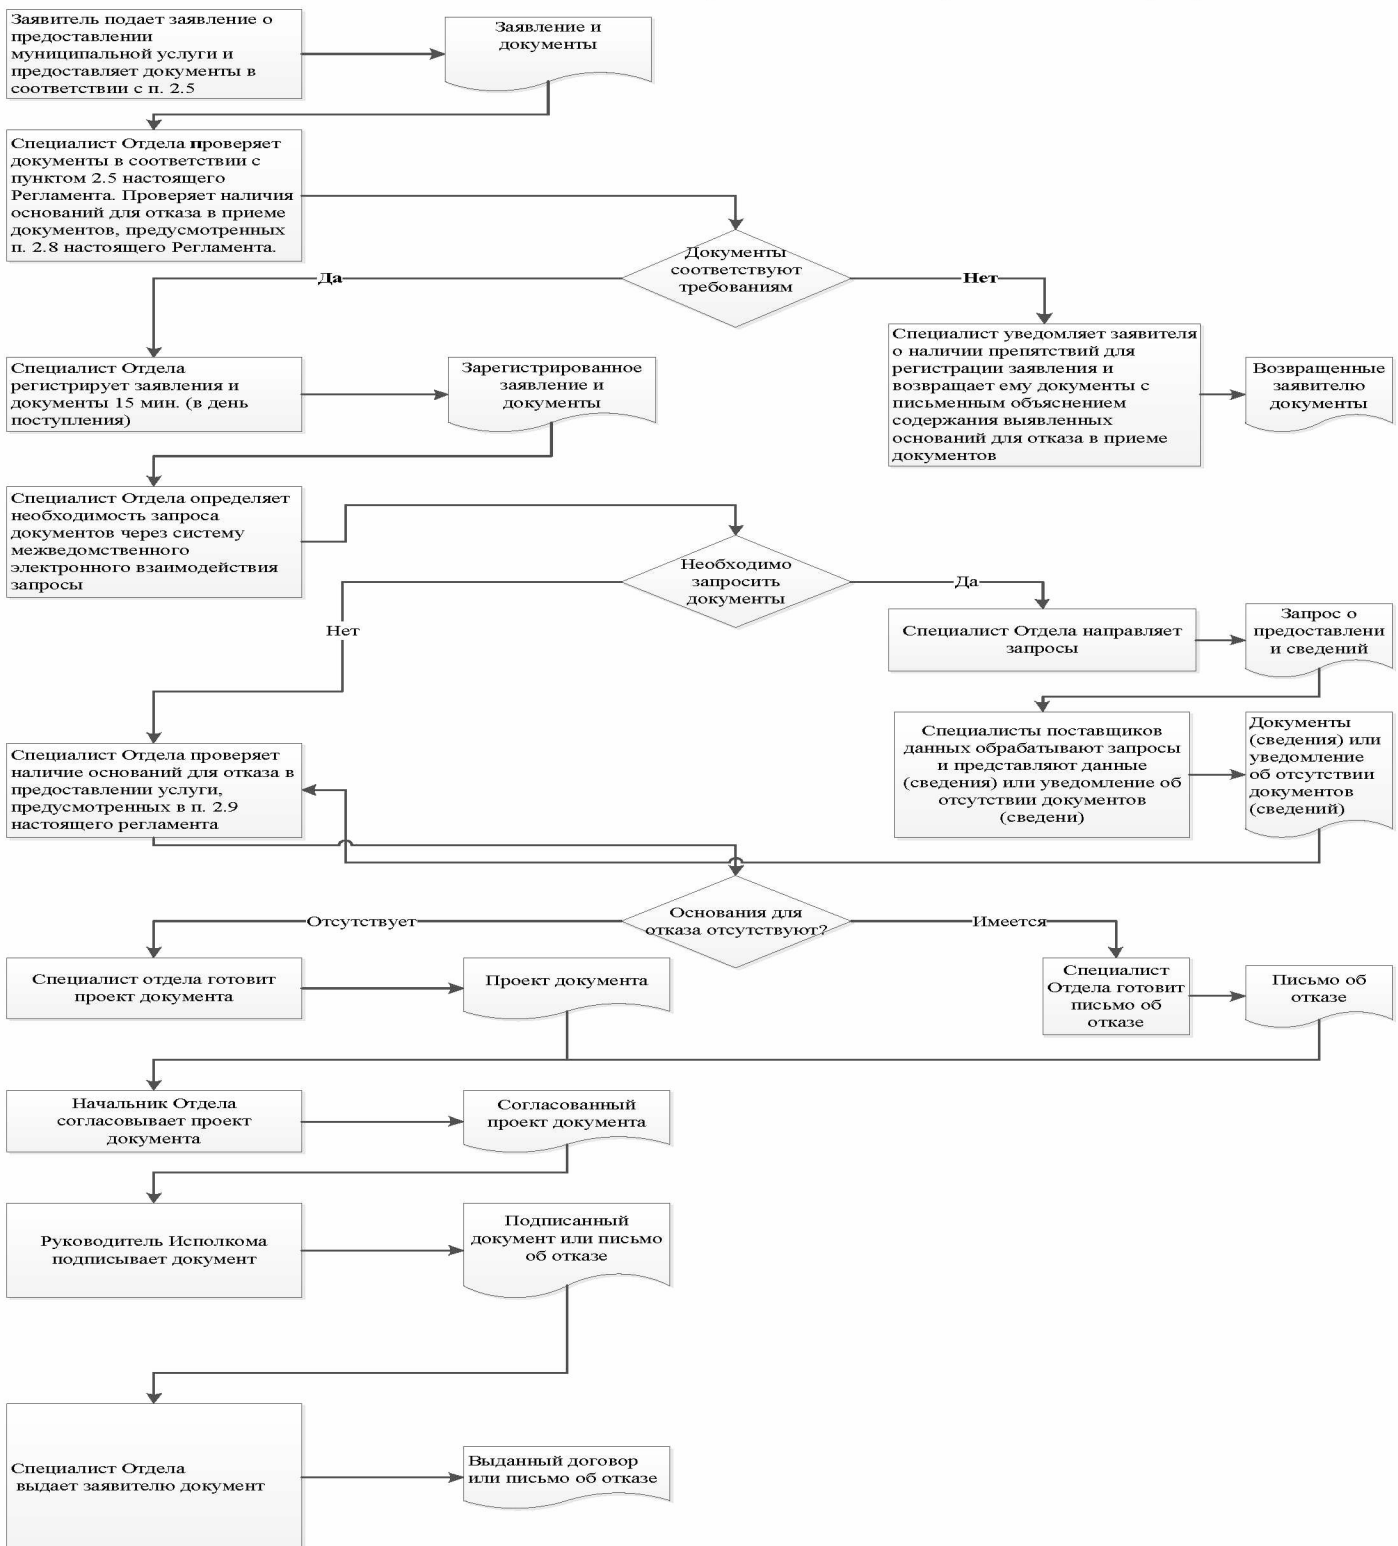 Заявитель подает заявление о
предоставлении
муниципальной услуги и
предоставляет документы в
соответствии с п. 2.5
Заявление и
документы
Специалист Отдела проверяет
документы в соответствии с
пунктом 2.5 настоящего
Регламента. Проверяет наличия
оснований для отказа в приеме
документов, предусмотренных
п. 2.8 настоящего Регламента.
Документы
соответствуют
требованиям
Да
Нет
Специалист Отдела
регистрирует заявления и
документы 15 мин. (в день
поступления)
Зарегистрированное
заявление и
документы
Специалист уведомляет заявителя
о наличии препятствий для
регистрации заявления и
возвращает ему документы с
письменным объяснением
содержания выявленных
оснований для отказа в приеме
документов
Возвращенные
заявителю
документы
Специалист Отдела определяет
необходимость запроса
документов через систему
межведомственного
электронного взаимодействия
запросы
Необходимо
запросить
документы
Да
Нет
Специалист Отдела направляет
запросы
Запрос о
предоставлени
и сведений
Специалисты поставщиков
данных обрабатывают запросы
и представляют данные
(сведения) или уведомление об
отсутствии документов
(сведени)
Документы
(сведения) или
уведомление
об отсутствии
документов
(сведений)
Специалист Отдела проверяет
наличие оснований для отказа в
предоставлении услуги,
предусмотренных в п. 2.9
настоящего регламента
Основания для
отказа отсутствуют?
Отсутствует
Имеется
Специалист отдела готовит
проект документа
Проект документа
Специалист
Отдела готовит
письмо об
отказе
Письмо об
отказе
Начальник Отдела
согласовывает проект
документа
Согласованный
проект документа
Руководитель Исполкома
подписывает документ
Подписанный
документ или письмо
об отказе
Специалист Отдела
выдает заявителю документ
Выданный договор
или письмо об отказе